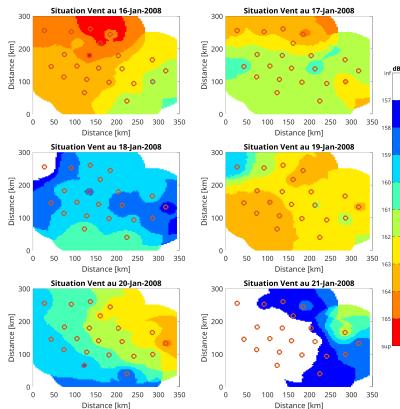 Situation Vent au 16-Jan-2008
Situation Vent au 17-Jan-2008
300
200
100
0
Distance [km]
0 50 100 150 200 250 300 350
Distance [km]
300
200
100
0
Distance [km]
0 50 100 150 200 250 300 350
Distance [km]
Situation Vent au 18-Jan-2008
Situation Vent au 19-Jan-2008
300
200
100
0
Distance [km]
0 50 100 150 200 250 300 350
Distance [km]
300
200
100
0
Distance [km]
0 50 100 150 200 250 300 350
Distance [km]
Situation Vent au 20-Jan-2008
Situation Vent au 21-Jan-2008
300
200
100
0
Distance [km]
0 50 100 150 200 250 300 350
Distance [km]
300
200
100
0
Distance [km]
0 50 100 150 200 250 300 350
Distance [km]
dB
inf
157
158
159
160
161
162
163
164
165
sup